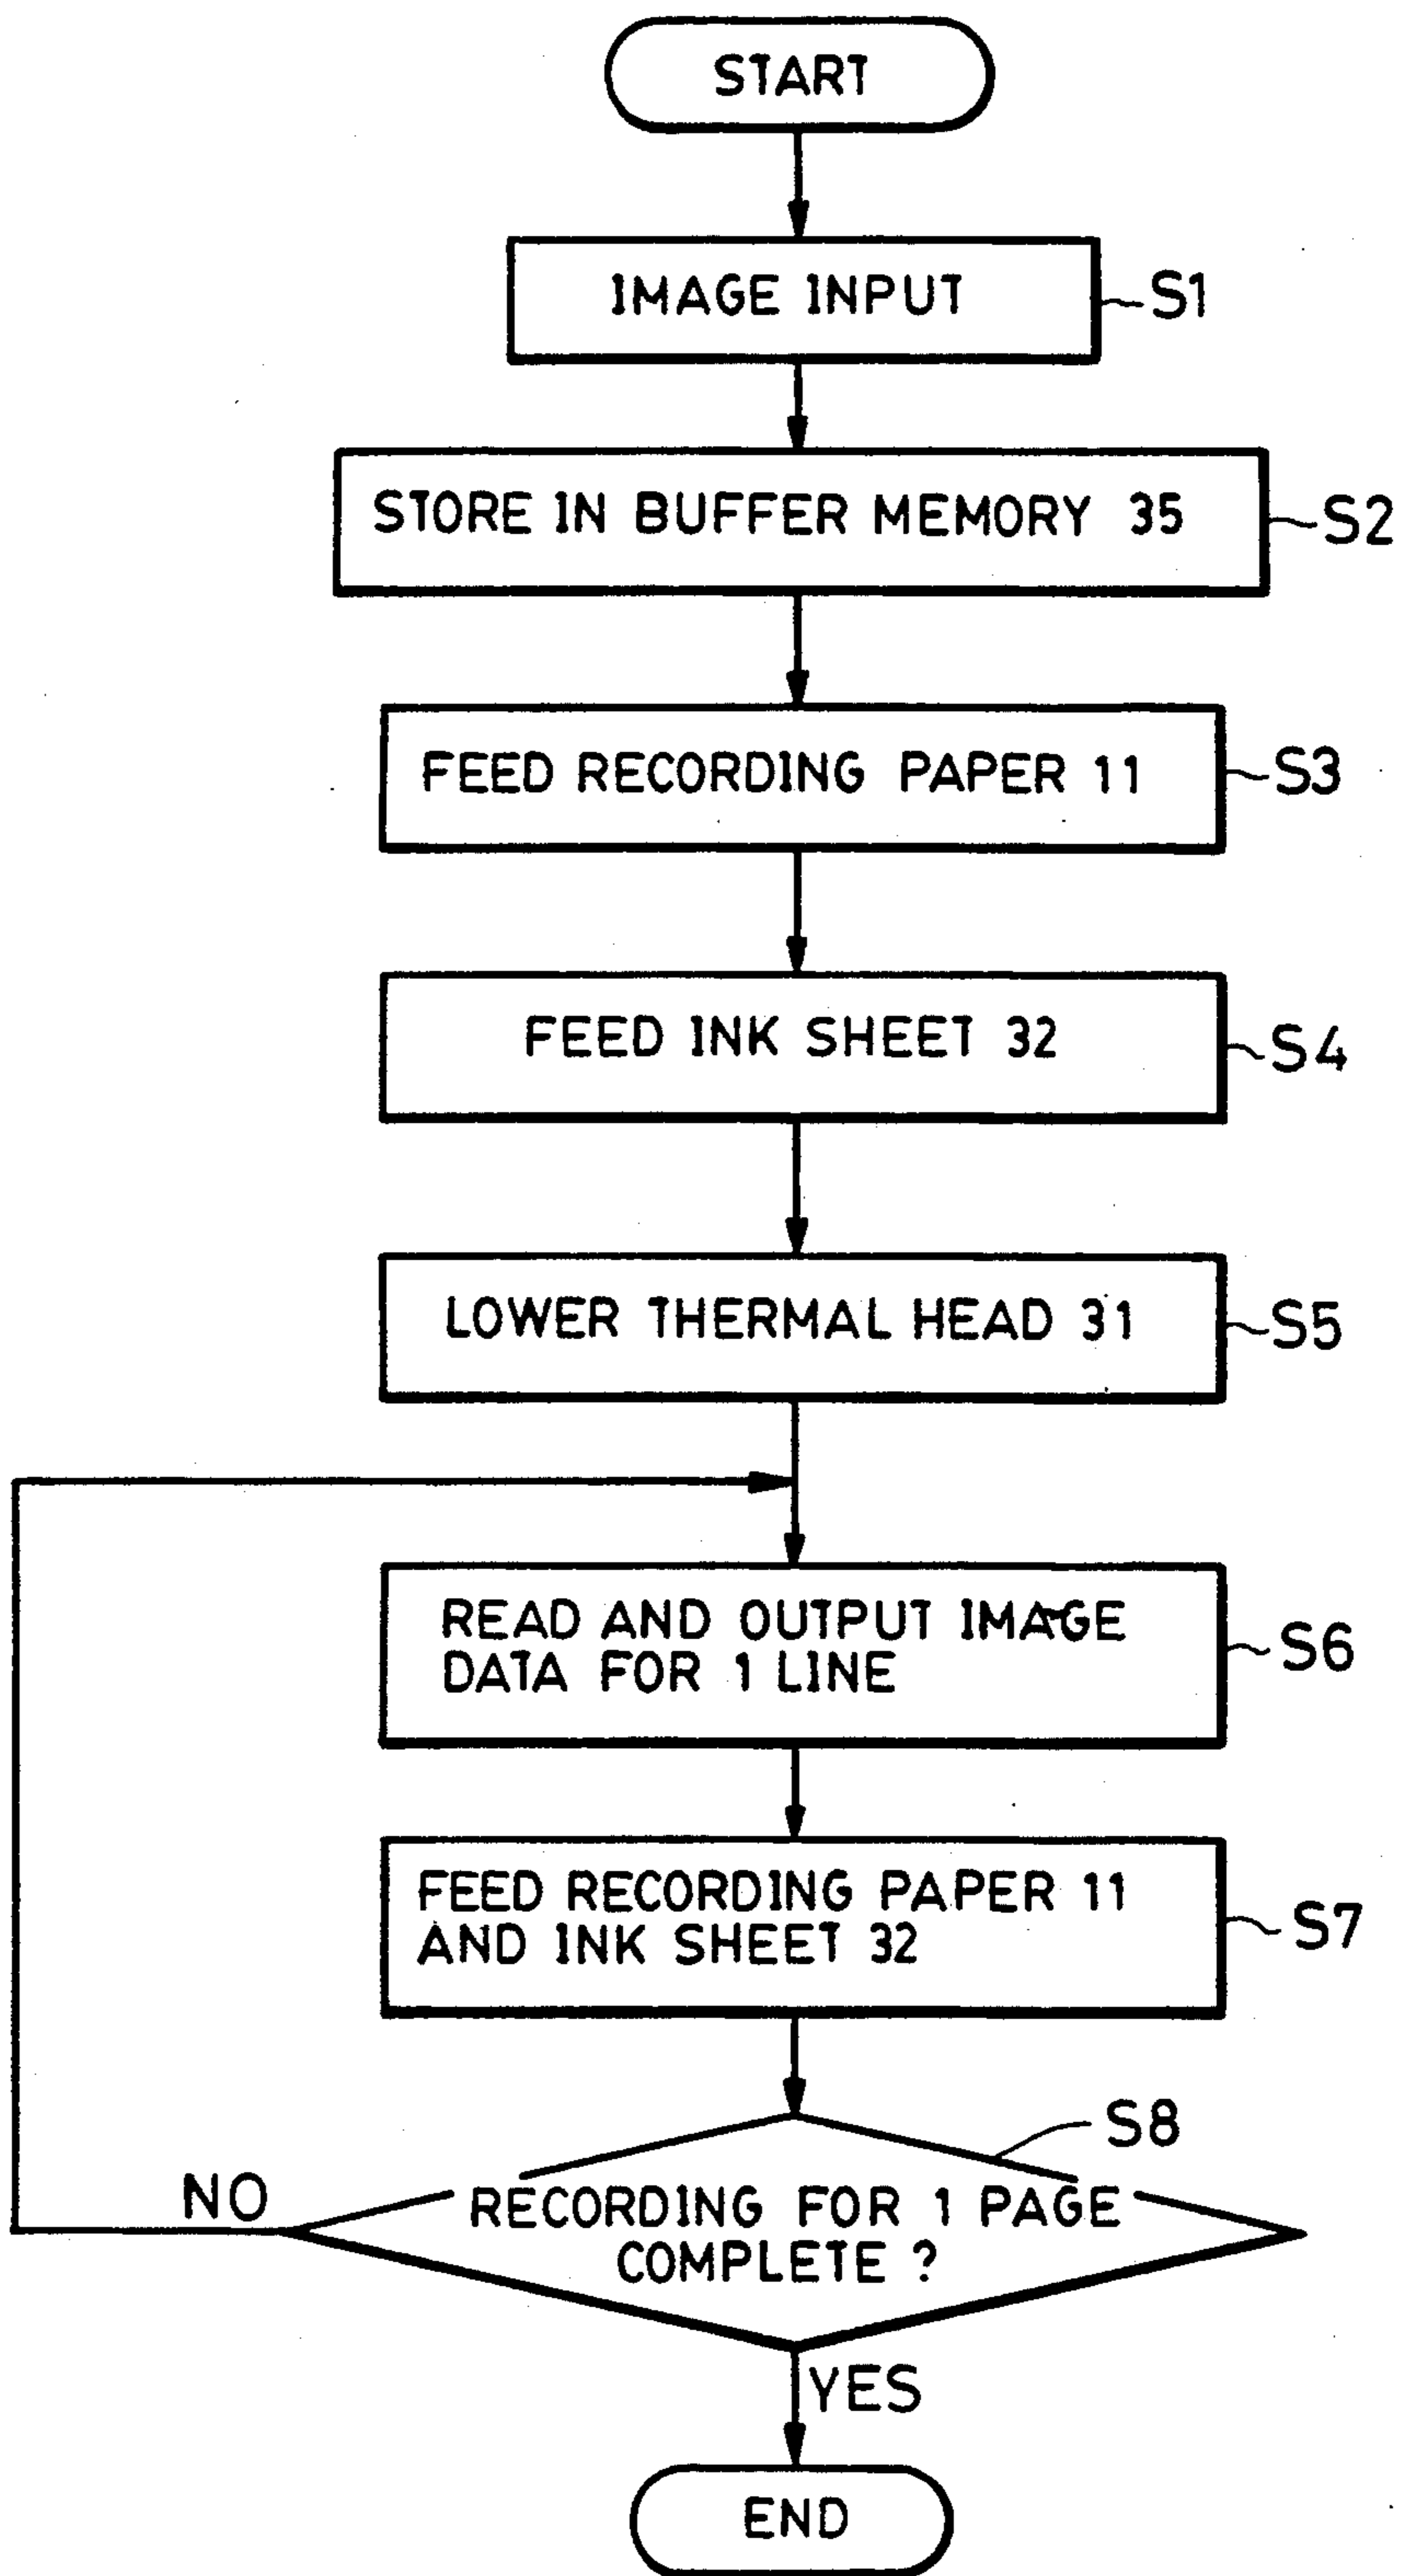 START
IMAGE INPUT
S1
STORE IN BUFFER MEMORY 35
S2
FEED RECORDING PAPER 11
S3
FEED INK SHEET 32
S4
LOWER THERMAL HEAD 31
S5
READ AND OUTPUT IMAGE
DATA FOR 1 LINE
S6
FEED RECORDING PAPER 11
AND INK SHEET 32
S7
S8
NO
RECORDING FOR 1 PAGE
COMPLETE ?
YES
END